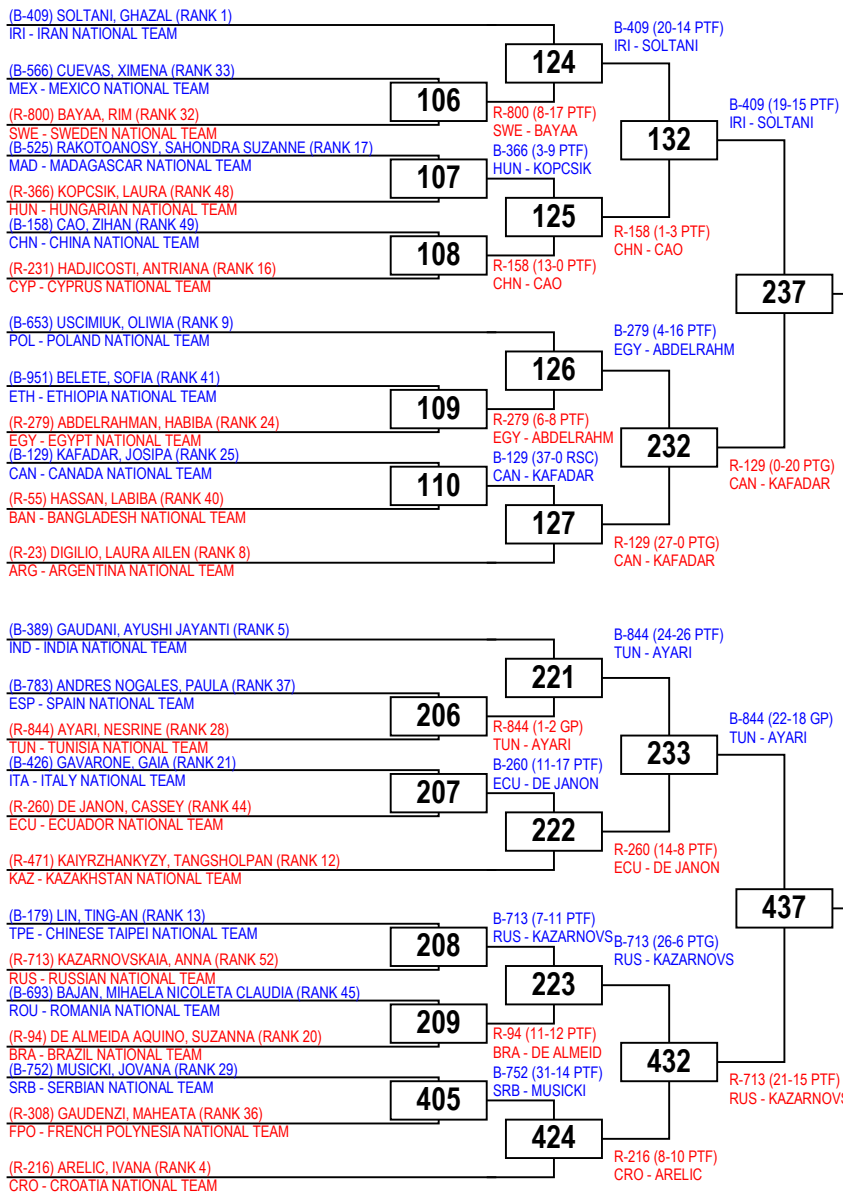 (B-409) SOLTANI, GHAZAL (RANK 1)
IRI - IRAN NATIONAL TEAM
(B-566) CUEVAS, XIMENA (RANK 33)
MEX - MEXICO NATIONAL TEAM
(R-800) BAYAA, RIM (RANK 32)
SWE - SWEDEN NATIONAL TEAM
(B-525) RAKOTOANOSY, SAHONDRA SUZANNE (RANK 17)
MAD - MADAGASCAR NATIONAL TEAM
(R-366) KOPCSIK, LAURA (RANK 48)
HUN - HUNGARIAN NATIONAL TEAM
(B-158) CAO, ZIHAN (RANK 49)
CHN - CHINA NATIONAL TEAM
(R-231) HADJICOSTI, ANTRIANA (RANK 16)
CYP - CYPRUS NATIONAL TEAM
(B-653) USCIMIUK, OLIWIA (RANK 9)
POL - POLAND NATIONAL TEAM
(B-951) BELETE, SOFIA (RANK 41)
ETH - ETHIOPIA NATIONAL TEAM
(R-279) ABDELRAHMAN, HABIBA (RANK 24)
EGY - EGYPT NATIONAL TEAM
(B-129) KAFADAR, JOSIPA (RANK 25)
CAN - CANADA NATIONAL TEAM
(R-55) HASSAN, LABIBA (RANK 40)
BAN - BANGLADESH NATIONAL TEAM
(R-23) DIGILIO, LAURA AILEN (RANK 8)
ARG - ARGENTINA NATIONAL TEAM
(B-389) GAUDANI, AYUSHI JAYANTI (RANK 5)
IND - INDIA NATIONAL TEAM
(B-783) ANDRES NOGALES, PAULA (RANK 37)
ESP - SPAIN NATIONAL TEAM
(R-844) AYARI, NESRINE (RANK 28)
TUN - TUNISIA NATIONAL TEAM
(B-426) GAVARONE, GAIA (RANK 21)
ITA - ITALY NATIONAL TEAM
(R-260) DE JANON, CASSEY (RANK 44)
ECU - ECUADOR NATIONAL TEAM
(R-471) KAIYRZHANKYZY, TANGSHOLPAN (RANK 12)
KAZ - KAZAKHSTAN NATIONAL TEAM
(B-179) LIN, TING-AN (RANK 13)
TPE - CHINESE TAIPEI NATIONAL TEAM
(R-713) KAZARNOVSKAIA, ANNA (RANK 52)
RUS - RUSSIAN NATIONAL TEAM
(B-693) BAJAN, MIHAELA NICOLETA CLAUDIA (RANK 45)
ROU - ROMANIA NATIONAL TEAM
(R-94) DE ALMEIDA AQUINO, SUZANNA (RANK 20)
BRA - BRAZIL NATIONAL TEAM
(B-752) MUSICKI, JOVANA (RANK 29)
SRB - SERBIAN NATIONAL TEAM
(R-308) GAUDENZI, MAHEATA (RANK 36)
FPO - FRENCH POLYNESIA NATIONAL TEAM
(R-216) ARELIC, IVANA (RANK 4)
CRO - CROATIA NATIONAL TEAM
106
107
108
109
110
206
207
208
209
405
124
R-800 (8-17 PTF)
SWE - BAYAA
B-366 (3-9 PTF)
HUN - KOPCSIK
125
R-158 (13-0 PTF)
CHN - CAO
126
R-279 (6-8 PTF)
EGY - ABDELRAHM
B-129 (37-0 RSC)
CAN - KAFADAR
127
221
R-844 (1-2 GP)
TUN - AYARI
B-260 (11-17 PTF)
ECU - DE JANON
222
B-713 (7-11 PTF)
RUS - KAZARNOVS
223
R-94 (11-12 PTF)
BRA - DE ALMEID
B-752 (31-14 PTF)
SRB - MUSICKI
424
B-409 (20-14 PTF)
IRI - SOLTANI
132
R-158 (1-3 PTF)
CHN - CAO
B-279 (4-16 PTF)
EGY - ABDELRAHM
232
R-129 (27-0 PTG)
CAN - KAFADAR
B-844 (24-26 PTF)
TUN - AYARI
233
R-260 (14-8 PTF)
ECU - DE JANON
B-713 (26-6 PTG)
RUS - KAZARNOVS
432
R-216 (8-10 PTF)
CRO - ARELIC
B-409 (19-15 PTF)
IRI - SOLTANI
237
R-129 (0-20 PTG)
CAN - KAFADAR
B-844 (22-18 GP)
TUN - AYARI
437
R-713 (21-15 PTF)
RUS - KAZARNOVS